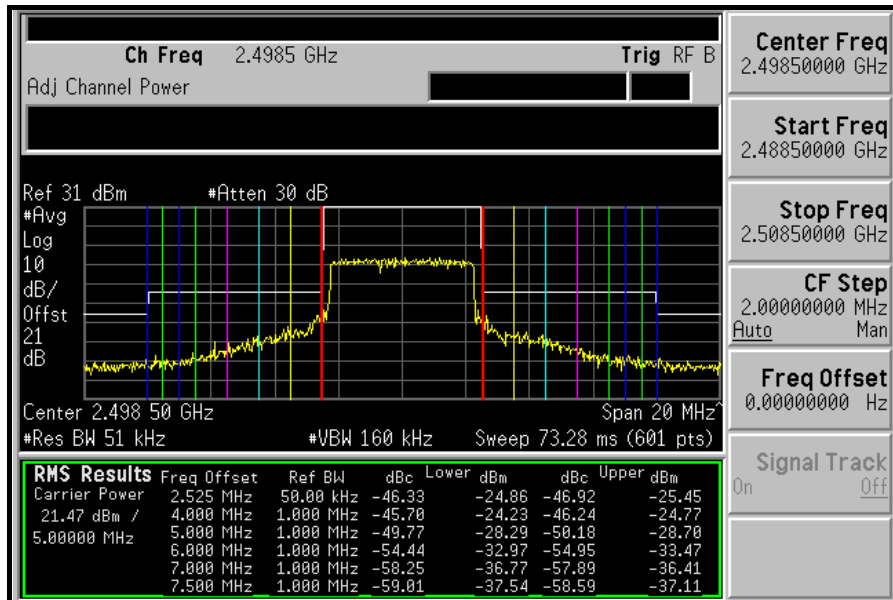 Ch Freq 2.4985 GHz Trig RF B
Adj Channel Power
Ref 31 dBm #Atten 30 dB
#Avg
Log
10
dB/
Offst
21
dB
Center 2.498 50 GHz Span 20 MHz^
#Res BW 51 kHz #VBW 160 kHz Sweep 73.28 ms (601 pts)
RMS Results Freq Offset Ref BW dBc Lower dBm dBc Upper dBm
Carrier Power 2.525 MHz 50.00 kHz -46.33 -24.86 -46.92 -25.45
21.47 dBm / 4.000 MHz 1.000 MHz -45.70 -24.23 -46.24 -24.77
5.00000 MHz 5.000 MHz 1.000 MHz -49.77 -28.29 -50.18 -28.70
6.000 MHz 1.000 MHz -54.44 -32.97 -54.95 -33.47
7.000 MHz 1.000 MHz -58.25 -36.77 -57.89 -36.41
7.500 MHz 1.000 MHz -59.01 -37.54 -58.59 -37.11
Center Freq
2.49850000 GHz
Start Freq
2.48850000 GHz
Stop Freq
2.50850000 GHz
CF Step
2.00000000 MHz
Auto Man
Freq Offset
0.00000000 Hz
Signal Track
On Off